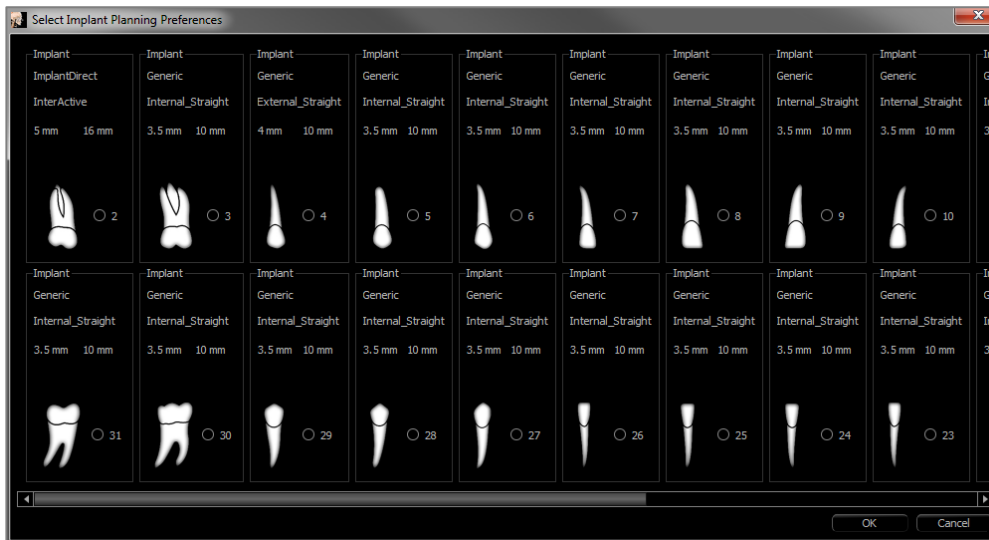 Select Implant Planning Preferences
Implant Implant Implant Implant Implant Implant Implant Implant Implant
ImplantDirect Generic Generic Generic Generic Generic Generic Generic Generic
InterActive Internal_Straight External_Straight Internal_Straight Internal_Straight Internal_Straight Internal_Straight Internal_Straight Internal_Straight
5 mm 16 mm 3.5 mm 10 mm 4 mm 10 mm 3.5 mm 10 mm 3.5 mm 10 mm 3.5 mm 10 mm 3.5 mm 10 mm 3.5 mm 10 mm 3.5 mm 10 mm
2 3 4 5 6 7 8 9 10
Implant Implant Implant Implant Implant Implant Implant Implant Implant
Generic Generic Generic Generic Generic Generic Generic Generic Generic
Internal_Straight Internal_Straight Internal_Straight Internal_Straight Internal_Straight Internal_Straight Internal_Straight Internal_Straight Internal_Straight
3.5 mm 10 mm 3.5 mm 10 mm 3.5 mm 10 mm 3.5 mm 10 mm 3.5 mm 10 mm 3.5 mm 10 mm 3.5 mm 10 mm 3.5 mm 10 mm 3.5 mm 10 mm
31 30 29 28 27 26 25 24 23
OK Cancel